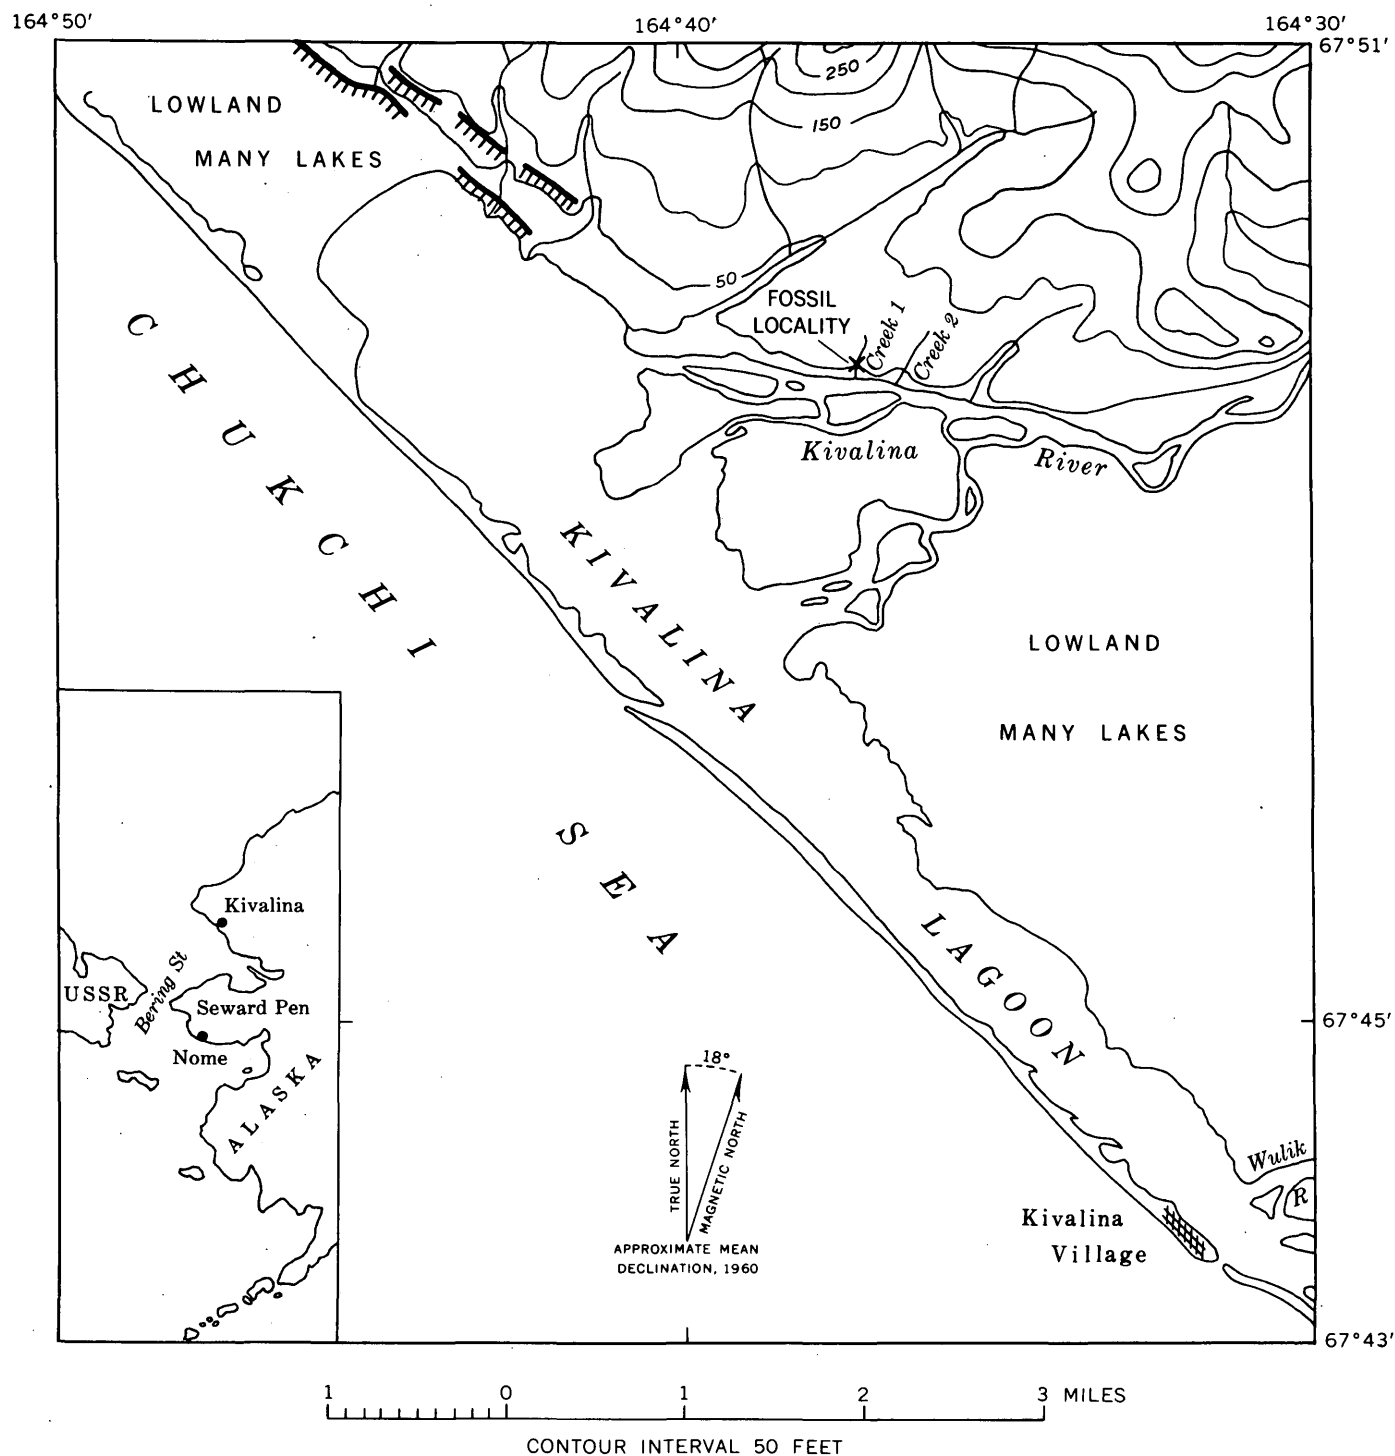 164°50'
164°40'
164°30'
67°51'
LOWLAND
MANY LAKES
250
150
50
FOSSIL
LOCALITY
Creek 1
Creek 2
Kivalina
River
CHUKCHI
SEA
KIVALINA
LAGOON
LOWLAND
MANY LAKES
Kivalina
USSR
Bering St
Seward Pen
Nome
ALASKA
67°45'
18°
TRUE NORTH
MAGNETIC NORTH
APPROXIMATE MEAN
DECLINATION, 1960
Wulik
R
Kivalina
Village
67°43'
1 0 1 2 3 MILES
CONTOUR INTERVAL 50 FEET